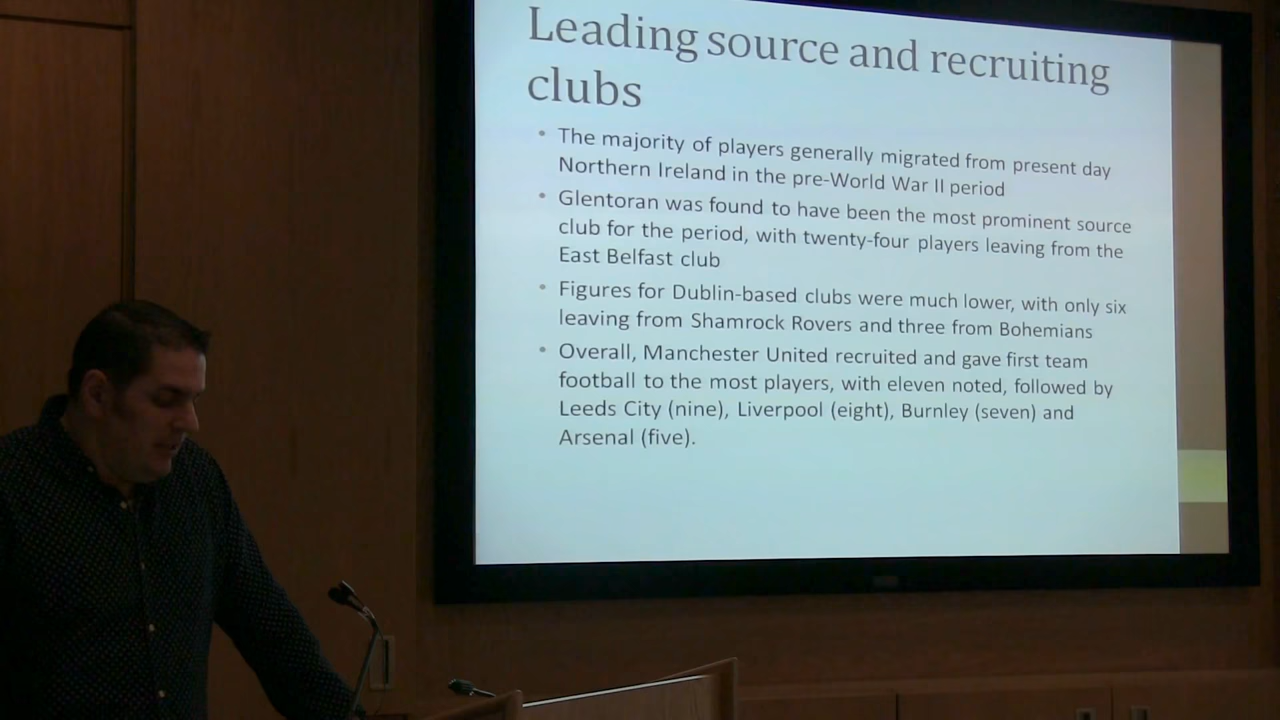 Leading source and recruiting
clubs
• The majority of players generally migrated from present day
Northern Ireland in the pre-World War II period
• Glentoran was found to have been the most prominent source
club for the period, with twenty-four players leaving from the
East Belfast club
• Figures for Dublin-based clubs were much lower, with only six
leaving from Shamrock Rovers and three from Bohemians
• Overall, Manchester United recruited and gave first team
football to the most players, with eleven noted, followed by
Leeds City (nine), Liverpool (eight), Burnley (seven) and
Arsenal (five).